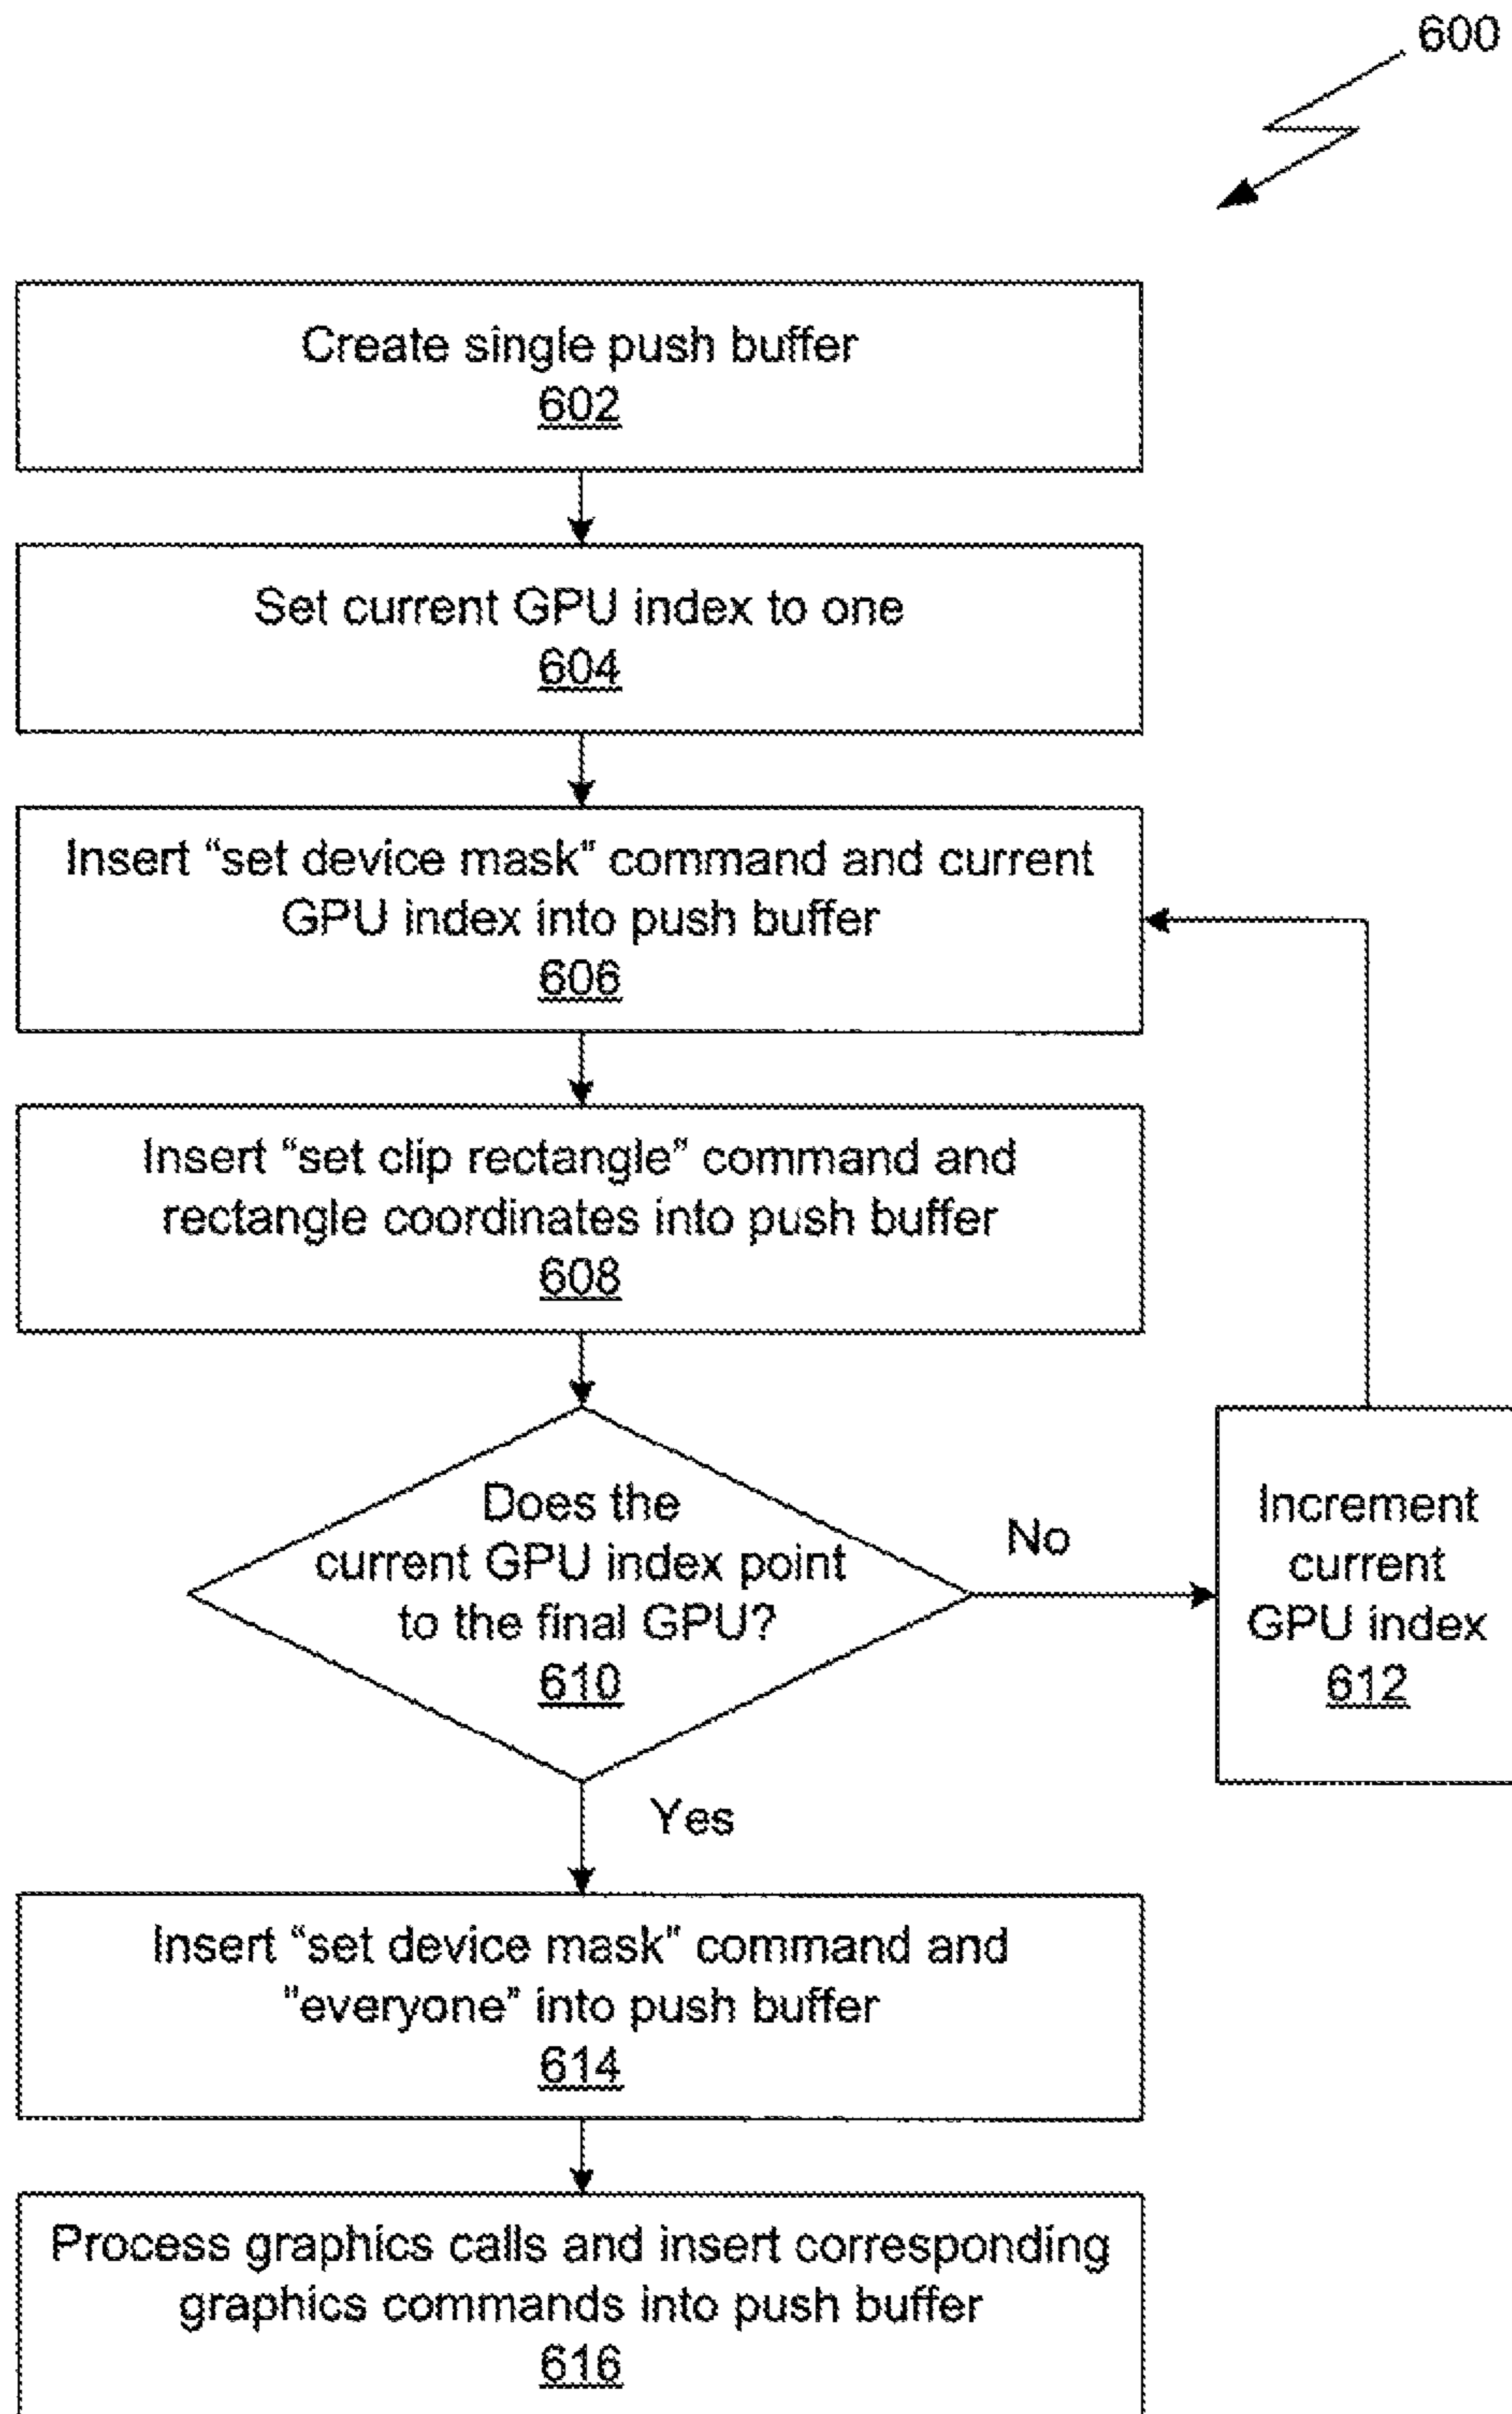 600
Create single push buffer
602
Set current GPU index to one
604
Insert “set device mask” command and current
GPU index into push buffer
606
Insert “set clip rectangle” command and
rectangle coordinates into push buffer
608
Does the
current GPU index point
to the final GPU?
610
No
Increment
current
GPU index
612
Yes
Insert “set device mask” command and
"everyone” into push buffer
614
Process graphics calls and insert corresponding
graphics commands into push buffer
616